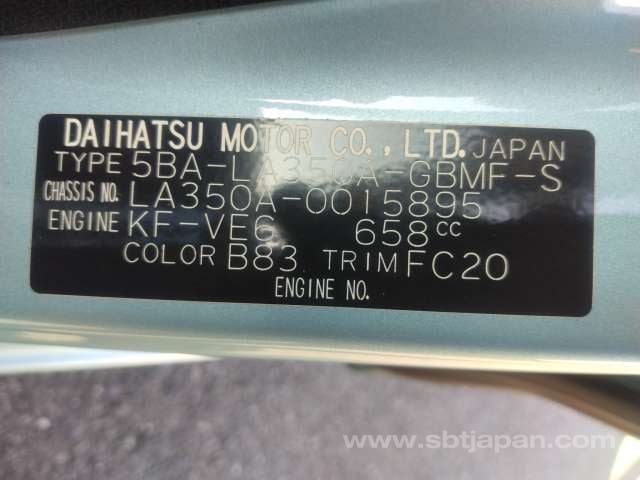 DAIHATSU MOTOR CO., LTD. JAPAN
TYPE 5BA-LA350A-GBMF-S
CHASSIS NO. LA350A-0015895
ENGINE KF-VE6 658cc
COLOR B83 TRIM FC20
ENGINE NO.
www.sbtjapan.com